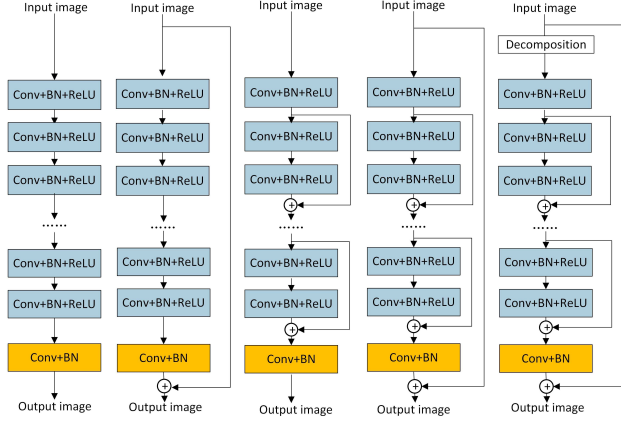 Input image
Conv+BN+ReLU
Conv+BN+ReLU
Conv+BN+ReLU
......
Conv+BN+ReLU
Conv+BN+ReLU
Conv+BN
Output image
Input image
Conv+BN+ReLU
Conv+BN+ReLU
Conv+BN+ReLU
......
Conv+BN+ReLU
Conv+BN+ReLU
Conv+BN
+
Output image
Input image
Conv+BN+ReLU
Conv+BN+ReLU
Conv+BN+ReLU
+
......
Conv+BN+ReLU
Conv+BN+ReLU
+
Conv+BN
Output image
Input image
Conv+BN+ReLU
Conv+BN+ReLU
Conv+BN+ReLU
+
......
Conv+BN+ReLU
Conv+BN+ReLU
+
Conv+BN
+
Output image
Input image
Decomposition
Conv+BN+ReLU
Conv+BN+ReLU
Conv+BN+ReLU
+
......
Conv+BN+ReLU
Conv+BN+ReLU
+
Conv+BN
+
Output image